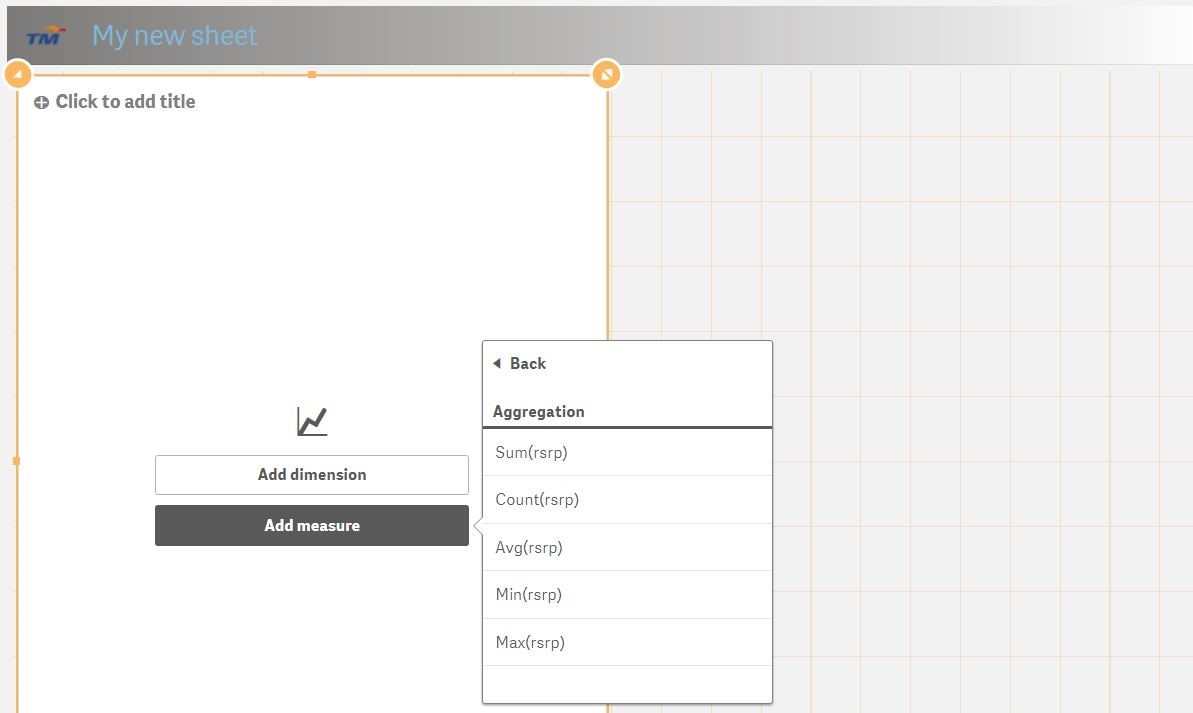 TM
My new sheet
Click to add title
Add dimension
Add measure
Back
Aggregation
Sum(rsrp)
Count(rsrp)
Avg(rsrp)
Min(rsrp)
Max(rsrp)